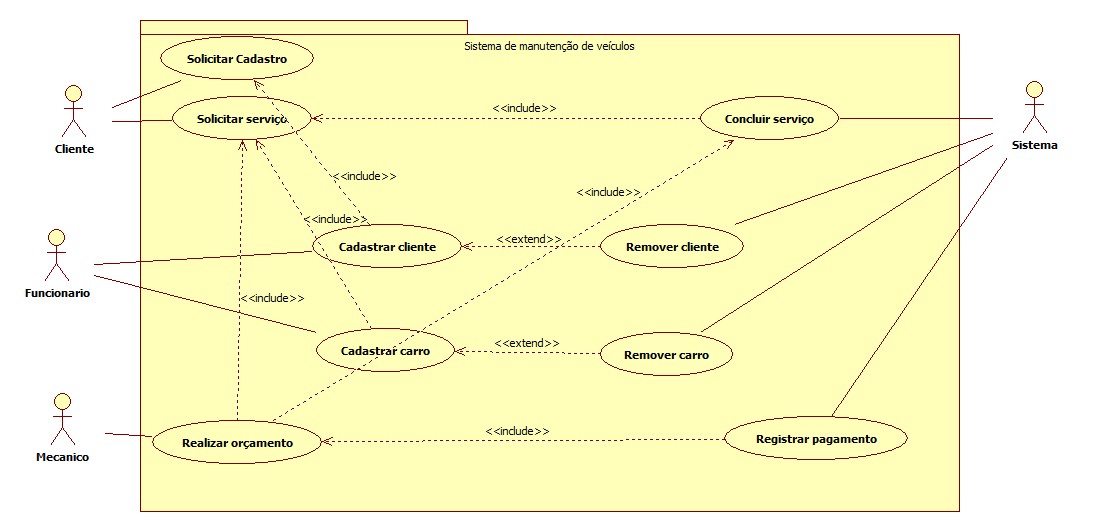 Sistema de manutenção de veículos
Solicitar Cadastro
Cliente
Solicitar serviço
<<include>>
Concluir serviço
Sistema
<<include>>
<<include>>
<<include>>
Funcionario
Cadastrar cliente
<<extend>>
Remover cliente
<<include>>
Cadastrar carro
<<extend>>
Remover carro
Mecanico
Realizar orçamento
<<include>>
Registrar pagamento